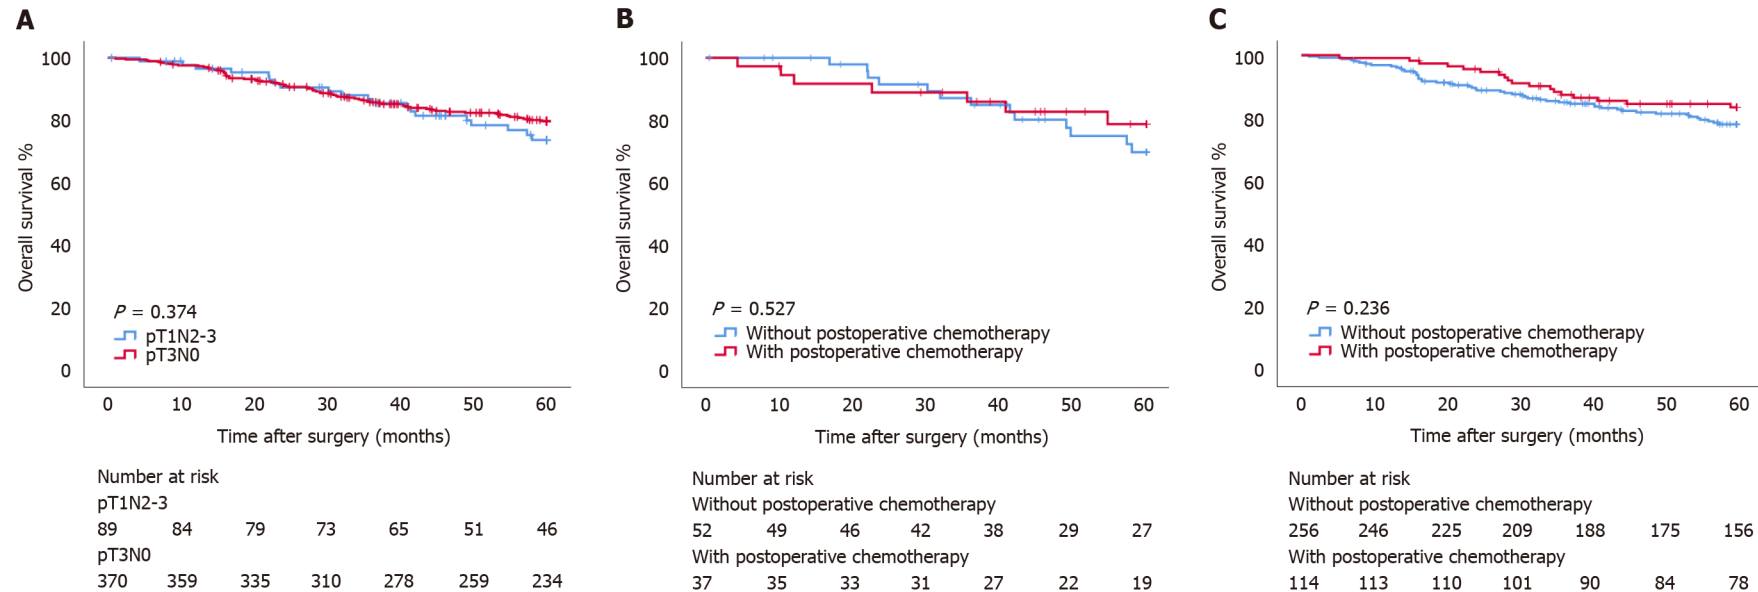 A
100
80
60
40
20
0
Overall survival %
P = 0.374
pT1N2-3
pT3N0
0 10 20 30 40 50 60
Time after surgery (months)
Number at risk
pT1N2-3
89 84 79 73 65 51 46
pT3N0
370 359 335 310 278 259 234
B
100
80
60
40
20
0
Overall survival %
P = 0.527
Without postoperative chemotherapy
With postoperative chemotherapy
0 10 20 30 40 50 60
Time after surgery (months)
Number at risk
Without postoperative chemotherapy
52 49 46 42 38 29 27
With postoperative chemotherapy
37 35 33 31 27 22 19
C
100
80
60
40
20
0
Overall survival %
P = 0.236
Without postoperative chemotherapy
With postoperative chemotherapy
0 10 20 30 40 50 60
Time after surgery (months)
Number at risk
Without postoperative chemotherapy
256 246 225 209 188 175 156
With postoperative chemotherapy
114 113 110 101 90 84 78